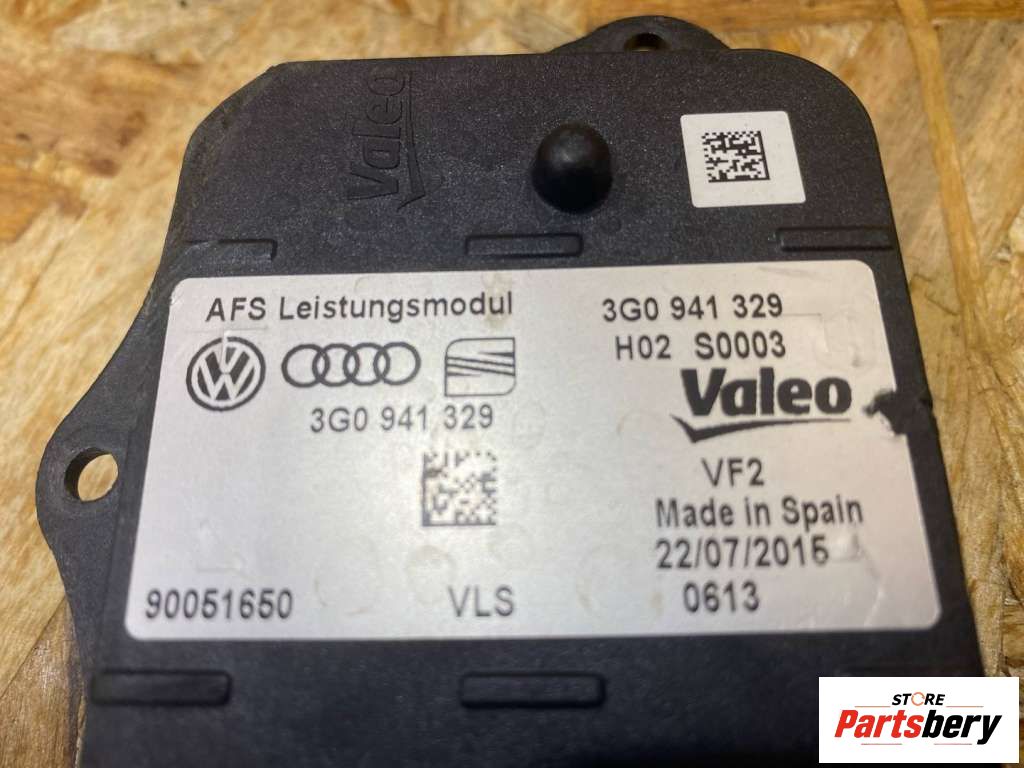 Valeo
AFS Leistungsmodul
3G0 941 329
H02 S0003
VW
3G0 941 329
Valeo
VF2
Made in Spain
22/07/2015
90051650
VLS
0613
STORE
Partsbery